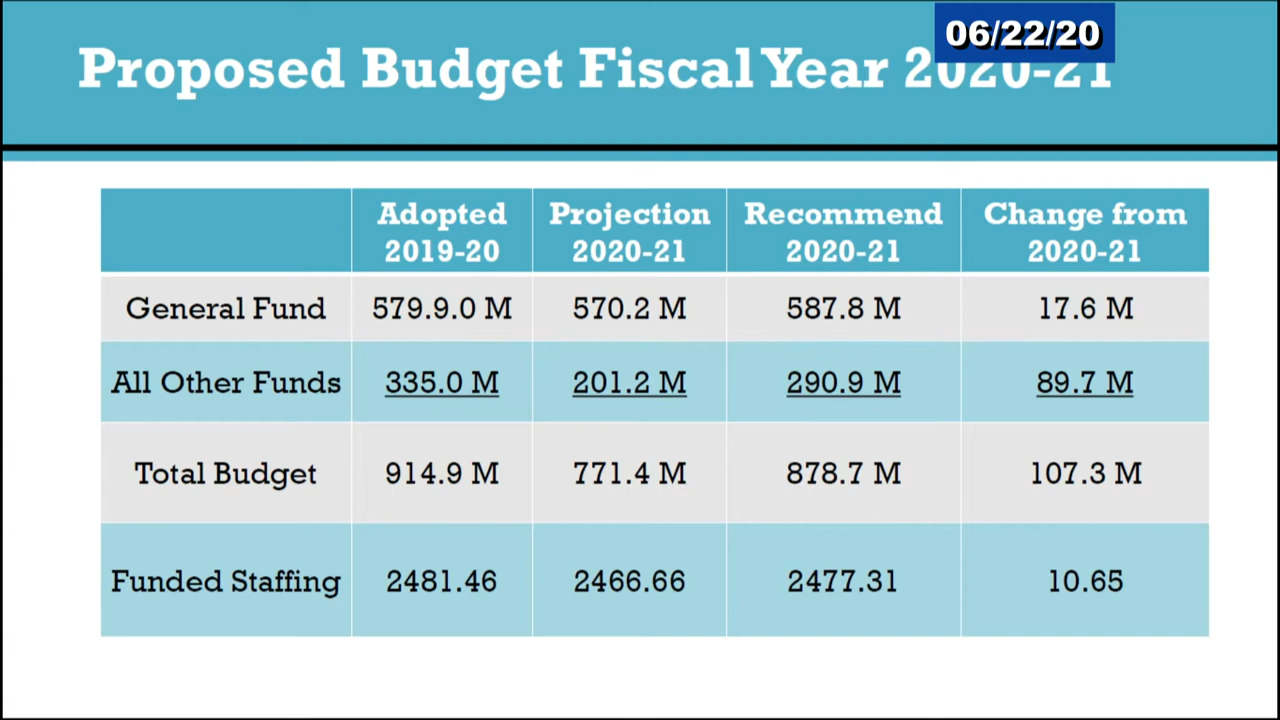 06/22/20
Proposed Budget Fiscal Year 2020-21
Adopted Projection Recommend Change from
2019-20 2020-21 2020-21 2020-21
General Fund 579.9.0 M 570.2 M 587.8 M 17.6 M
All Other Funds 335.0 M 201.2 M 290.9 M 89.7 M
Total Budget 914.9 M 771.4 M 878.7 M 107.3 M
Funded Staffing 2481.46 2466.66 2477.31 10.65